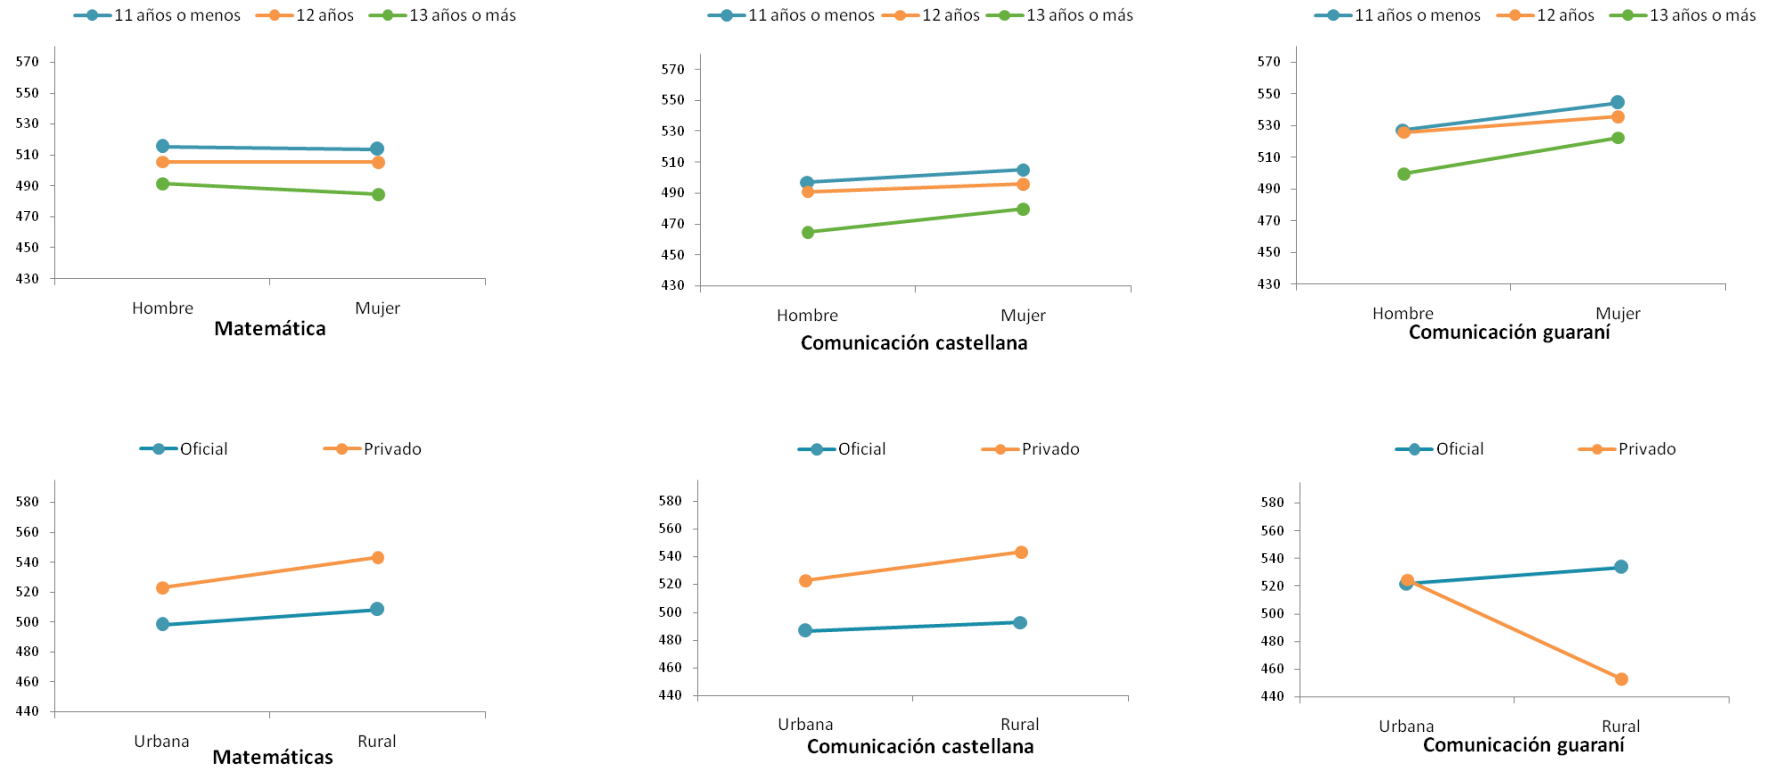 11 años o menos 12 años 13 años o más
570
550
530
510
490
470
450
430
Hombre Mujer
Matemática
11 años o menos 12 años 13 años o más
570
550
530
510
490
470
450
430
Hombre Mujer
Comunicación castellana
11 años o menos 12 años 13 años o más
570
550
530
510
490
470
450
430
Hombre Mujer
Comunicación guaraní
Oficial Privado
580
560
540
520
500
480
460
440
Urbana Rural
Matemáticas
Oficial Privado
580
560
540
520
500
480
460
440
Urbana Rural
Comunicación castellana
Oficial Privado
580
560
540
520
500
480
460
440
Urbana Rural
Comunicación guaraní